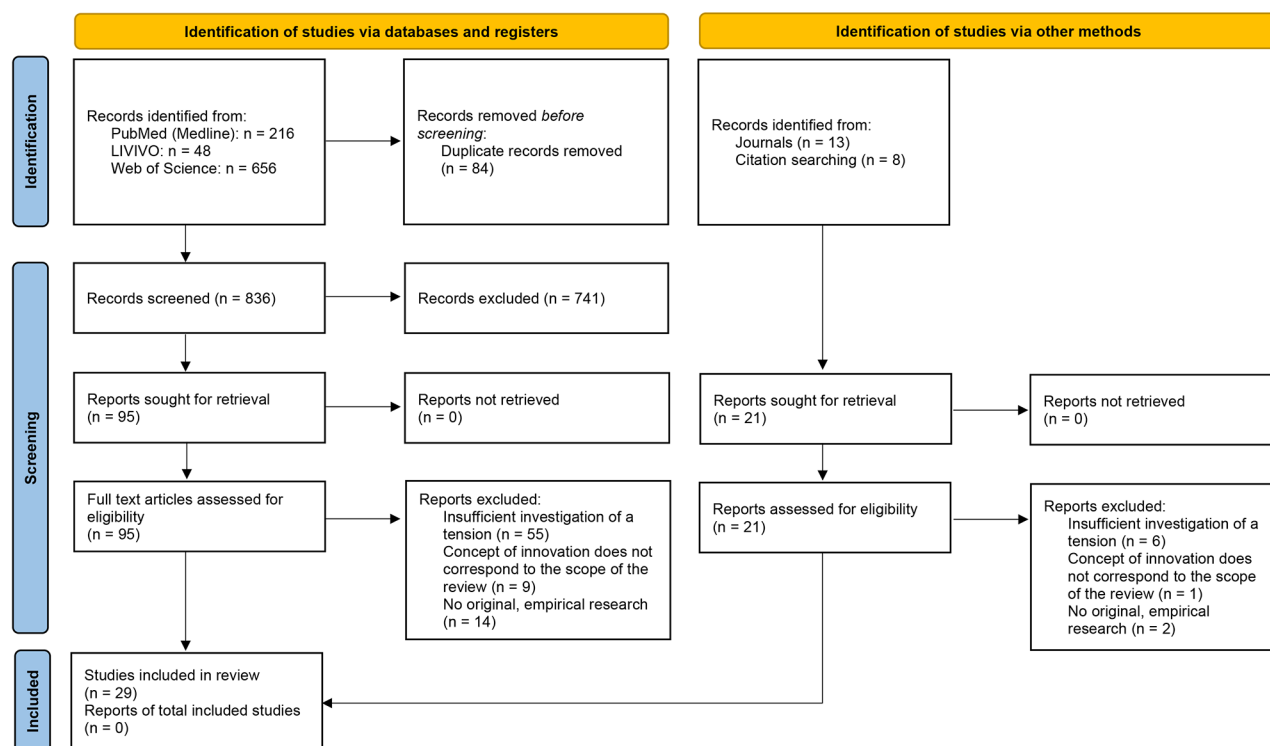 Identification of studies via databases and registers
Identification of studies via other methods
Identification
Records identified from:
PubMed (Medline): n = 216
LIVIVO: n = 48
Web of Science: n = 656
Records removed before
screening:
Duplicate records removed
(n = 84)
Records identified from:
Journals (n = 13)
Citation searching (n = 8)
Screening
Records screened (n = 836)
Records excluded (n = 741)
Reports sought for retrieval
(n = 95)
Reports not retrieved
(n = 0)
Reports sought for retrieval
(n = 21)
Reports not retrieved
(n = 0)
Full text articles assessed for
eligibility
(n = 95)
Reports excluded:
Insufficient investigation of a
tension (n = 55)
Concept of innovation does not
correspond to the scope of the
review (n = 9)
No original, empirical research
(n = 14)
Reports assessed for eligibility
(n = 21)
Reports excluded:
Insufficient investigation of a
tension (n = 6)
Concept of innovation does
not correspond to the scope
of the review (n = 1)
No original, empirical
research (n = 2)
Included
Studies included in review
(n = 29)
Reports of total included studies
(n = 0)